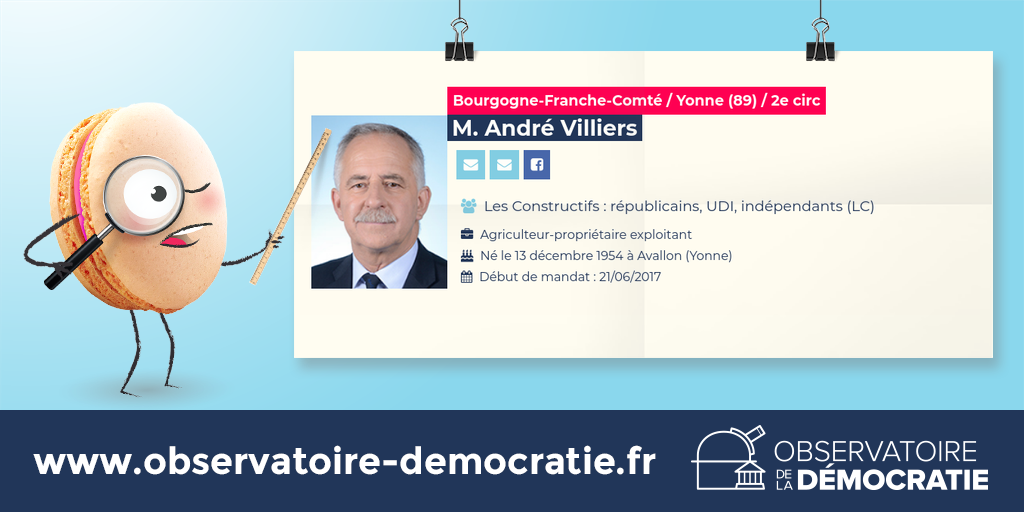 Bourgogne-Franche-Comté / Yonne (89) / 2e circ
M. André Villiers
Les Constructifs : républicains, UDI, indépendants (LC)
Agriculteur-propriétaire exploitant
Né le 13 décembre 1954 à Avallon (Yonne)
Début de mandat : 21/06/2017
www.observatoire-democratie.fr
OBSERVATOIRE
DE LA DÉMOCRATIE